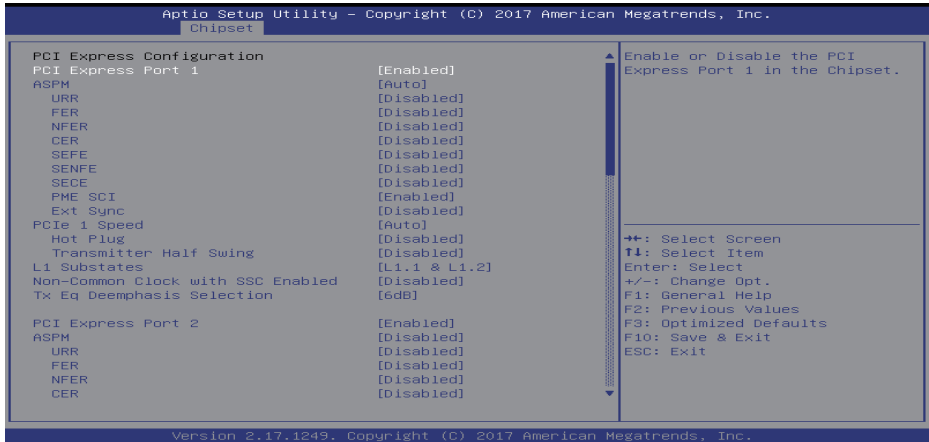 Aptio Setup Utility – Copyright (C) 2017 American Megatrends, Inc.
Chipset
PCI Express Configuration
PCI Express Port 1 [Enabled]
ASPM [Auto]
URR [Disabled]
FER [Disabled]
NFER [Disabled]
CER [Disabled]
SEFE [Disabled]
SENFE [Disabled]
SECE [Disabled]
PME SCI [Enabled]
Ext Sync [Disabled]
PCIe 1 Speed [Auto]
Hot Plug [Disabled]
Transmitter Half Swing [Disabled]
L1 Substates [L1.1 & L1.2]
Non-Common Clock with SSC Enabled [Disabled]
Tx Eq Deemphasis Selection [6dB]
PCI Express Port 2 [Enabled]
ASPM [Disabled]
URR [Disabled]
FER [Disabled]
NFER [Disabled]
CER [Disabled]
Enable or Disable the PCI
Express Port 1 in the Chipset.
→←: Select Screen
↑↓: Select Item
Enter: Select
+/-: Change Opt.
F1: General Help
F2: Previous Values
F3: Optimized Defaults
F10: Save & Exit
ESC: Exit
Version 2.17.1249. Copyright (C) 2017 American Megatrends, Inc.